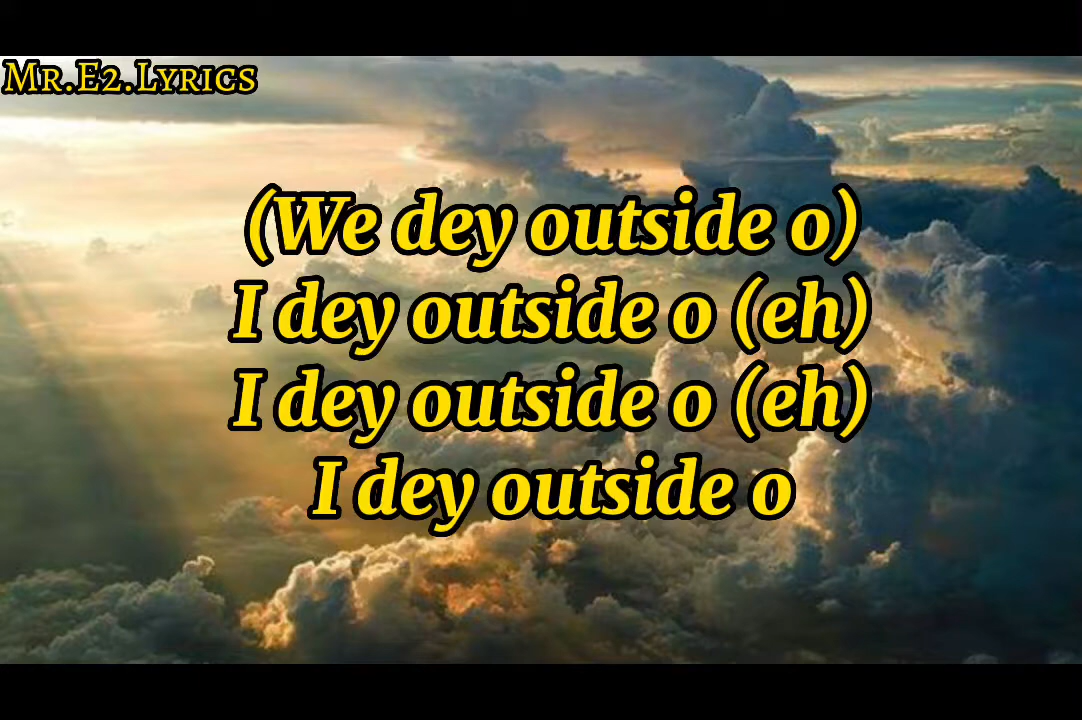 Mr.E2.Lyrics
(We dey outside o)
I dey outside o (eh)
I dey outside o (eh)
I dey outside o